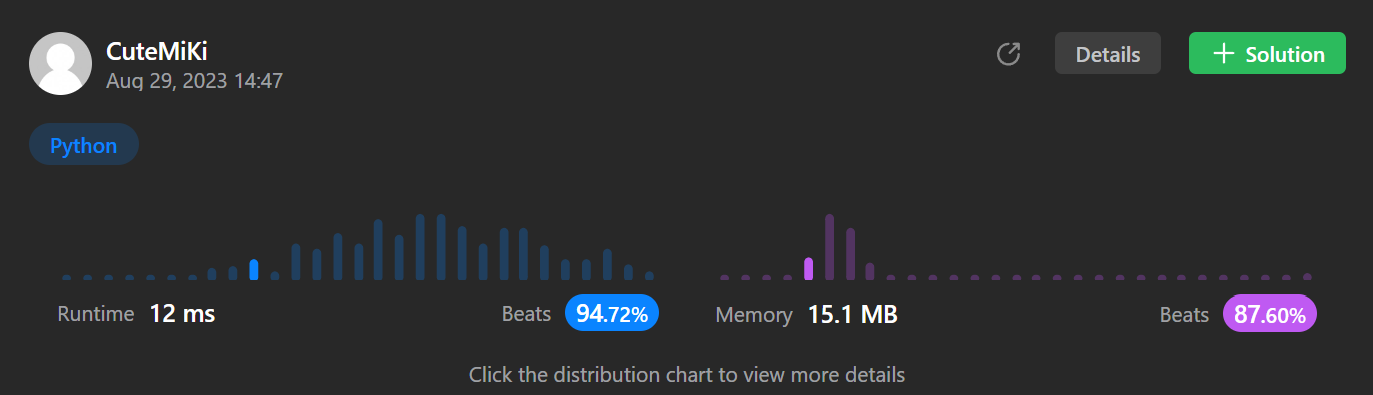 CuteMiKi
Aug 29, 2023 14:47
Details
Solution
Python
Runtime 12 ms Beats 94.72%
Memory 15.1 MB Beats 87.60%
Click the distribution chart to view more details